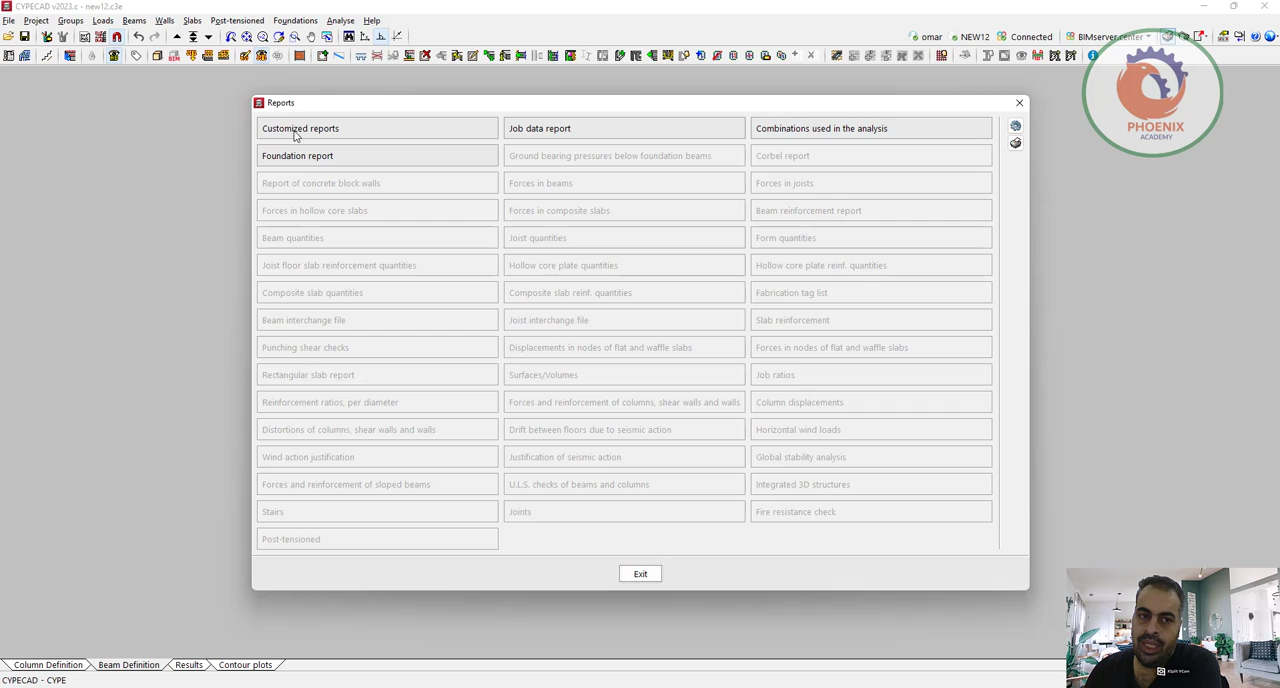 CYPECAD v2023.c - new12.c3e
File Project Groups Loads Beams Walls Slabs Post-tensioned Foundations Analyse Help
omar NEW12 Connected BIMserver.center
PHOENIX
ACADEMY
Reports
Customized reports Job data report Combinations used in the analysis
Foundation report Ground bearing pressures below foundation beams Corbel report
Report of concrete block walls Forces in beams Forces in joists
Forces in hollow core slabs Forces in composite slabs Beam reinforcement report
Beam quantities Joist quantities Form quantities
Joist floor slab reinforcement quantities Hollow core plate quantities Hollow core plate reinf. quantities
Composite slab quantities Composite slab reinf. quantities Fabrication tag list
Beam interchange file Joist interchange file Slab reinforcement
Punching shear checks Displacements in nodes of flat and waffle slabs Forces in nodes of flat and waffle slabs
Rectangular slab report Surfaces/Volumes Job ratios
Reinforcement ratios, per diameter Forces and reinforcement of columns, shear walls and walls Column displacements
Distortions of columns, shear walls and walls Drift between floors due to seismic action Horizontal wind loads
Wind action justification Justification of seismic action Global stability analysis
Forces and reinforcement of sloped beams U.L.S. checks of beams and columns Integrated 3D structures
Stairs Joints Fire resistance check
Post-tensioned
Exit
XSplit VCam
Column Definition Beam Definition Results Contour plots
CYPECAD - CYPE